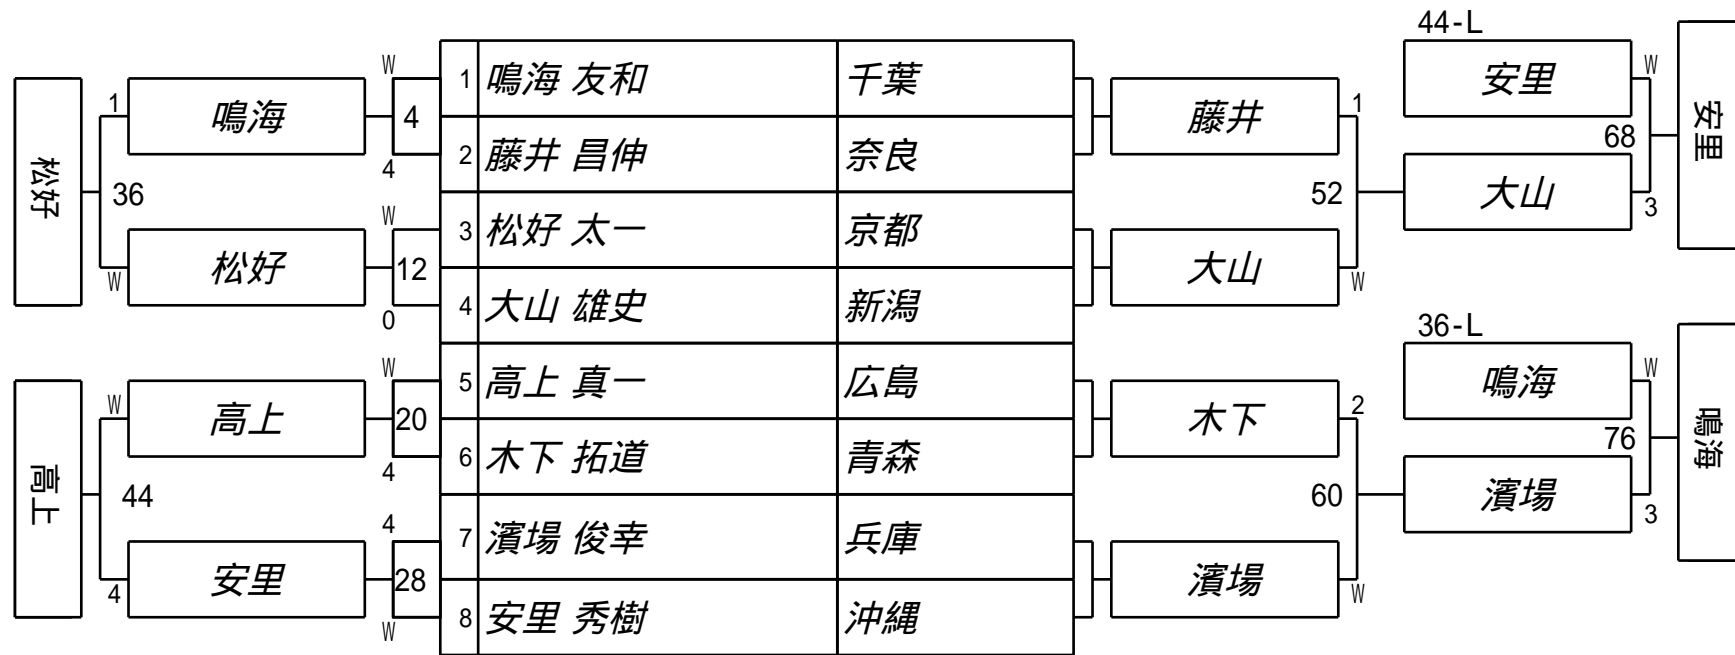 44-L
W
1 鳴海 友和 千葉
W
安里
1
鳴海
4
藤井
1
68
安里
2 藤井 昌伸 奈良
4
松好
36
52
大山
3
W
3 松好 太一 京都
W
松好
12
大山
W
4 大山 雄史 新潟
0
36-L
W
5 高上 真一 広島
W
鳴海
W
高上
20
木下
2
76
鳴海
6 木下 拓道 青森
4
高上
44
60
濱場
3
4
7 濱場 俊幸 兵庫
4
安里
28
濱場
W
8 安里 秀樹 沖縄
W